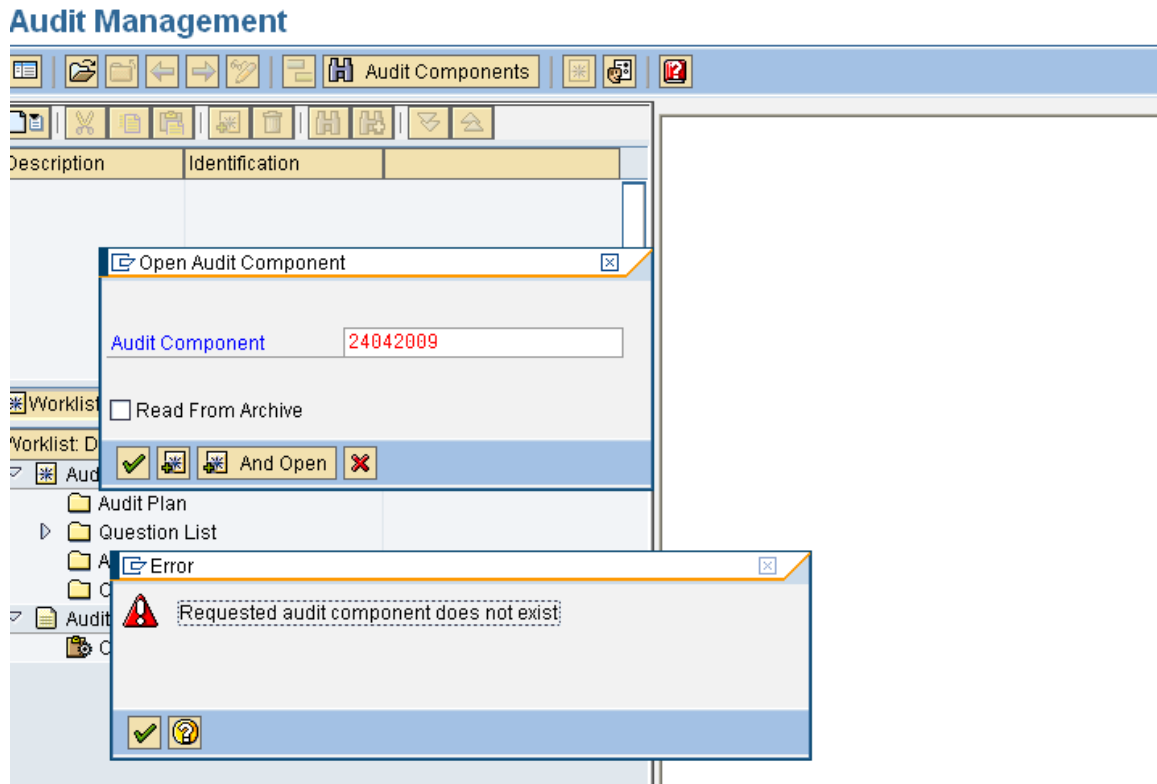 Audit Management
Audit Components
Description Identification
Open Audit Component
Audit Component 24042009
Read From Archive
Worklist
And Open
Worklist: D
Aud
Audit Plan
Question List
A
Error
C
Requested audit component does not exist
Audit
C